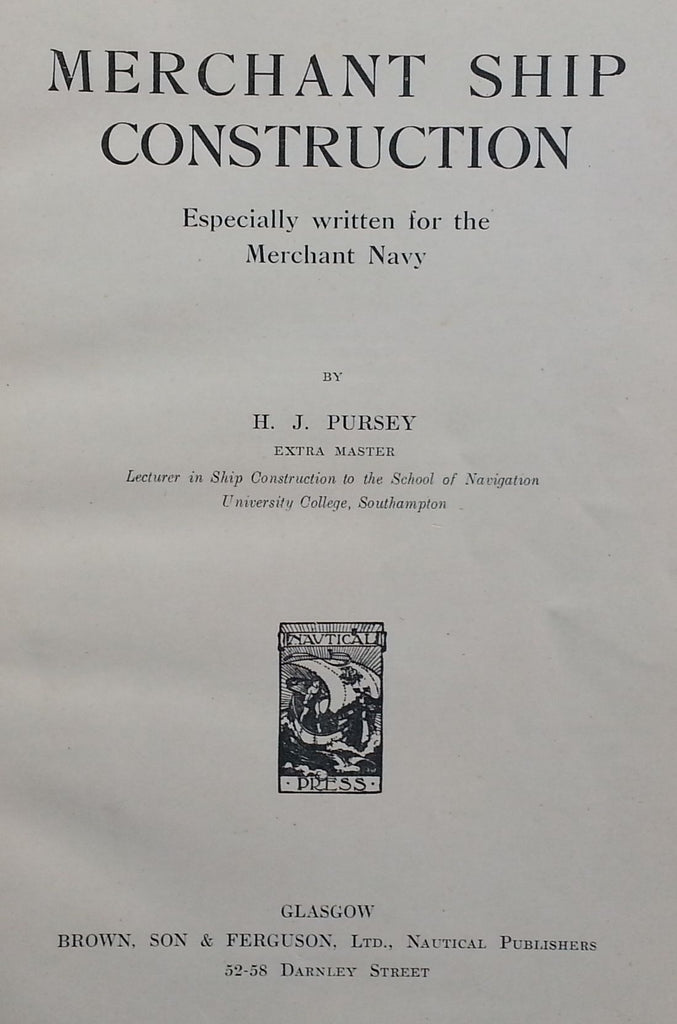 MERCHANT SHIP
CONSTRUCTION
Especially written for the
Merchant Navy
BY
H. J. PURSEY
EXTRA MASTER
Lecturer in Ship Construction to the School of Navigation
University College, Southampton
NAVTICAL
PRESS
GLASGOW
BROWN, SON & FERGUSON, LTD., NAUTICAL PUBLISHERS
52-58 DARNLEY STREET